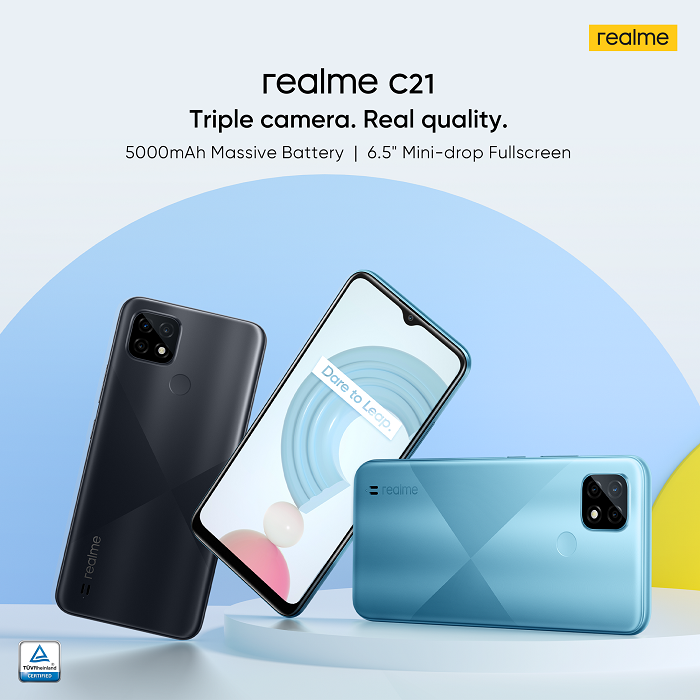 realme
realme C21
Triple camera. Real quality.
5000mAh Massive Battery | 6.5" Mini-drop Fullscreen
Dare to Leap.
realme
realme
TÜVRheinland
CERTIFIED